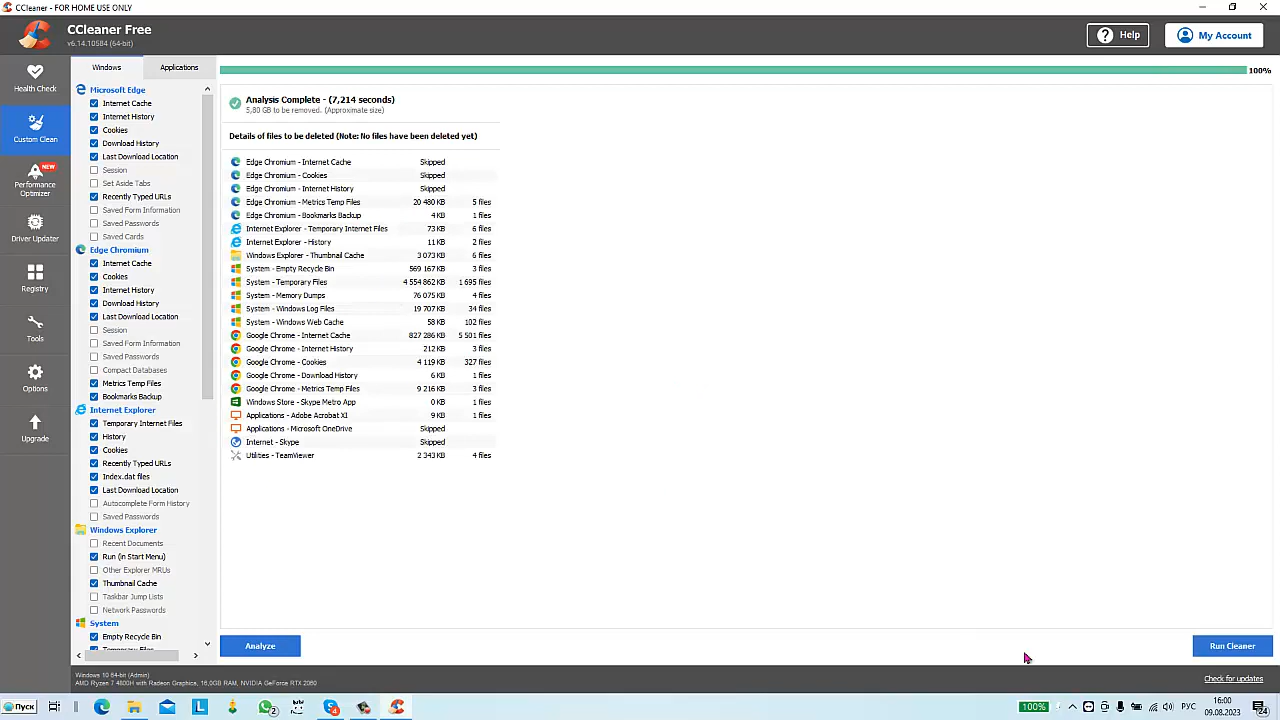 CCleaner - FOR HOME USE ONLY
CCleaner Free
v6.14.10584 (64-bit)
Help
My Account
Health Check
Custom Clean
NEW
Performance
Optimizer
Driver Updater
Registry
Tools
Options
Upgrade
Windows
Applications
Microsoft Edge
Internet Cache
Internet History
Cookies
Download History
Last Download Location
Session
Set Aside Tabs
Recently Typed URLs
Saved Form Information
Saved Passwords
Saved Cards
Edge Chromium
Internet Cache
Cookies
Internet History
Download History
Last Download Location
Session
Saved Form Information
Saved Passwords
Compact Databases
Metrics Temp Files
Bookmarks Backup
Internet Explorer
Temporary Internet Files
History
Cookies
Recently Typed URLs
Index.dat files
Last Download Location
Autocomplete Form History
Saved Passwords
Windows Explorer
Recent Documents
Run (in Start Menu)
Other Explorer MRUs
Thumbnail Cache
Taskbar Jump Lists
Network Passwords
System
Empty Recycle Bin
Temporary Files
100%
Analysis Complete - (7,214 seconds)
5,80 GB to be removed. (Approximate size)
Details of files to be deleted (Note: No files have been deleted yet)
Edge Chromium - Internet Cache Skipped
Edge Chromium - Cookies Skipped
Edge Chromium - Internet History Skipped
Edge Chromium - Metrics Temp Files 20 480 KB 5 files
Edge Chromium - Bookmarks Backup 4 KB 1 files
Internet Explorer - Temporary Internet Files 73 KB 6 files
Internet Explorer - History 11 KB 2 files
Windows Explorer - Thumbnail Cache 3 073 KB 6 files
System - Empty Recycle Bin 569 167 KB 3 files
System - Temporary Files 4 554 862 KB 1 695 files
System - Memory Dumps 76 075 KB 4 files
System - Windows Log Files 19 707 KB 34 files
System - Windows Web Cache 58 KB 102 files
Google Chrome - Internet Cache 827 286 KB 5 501 files
Google Chrome - Internet History 212 KB 3 files
Google Chrome - Cookies 4 119 KB 327 files
Google Chrome - Download History 6 KB 1 files
Google Chrome - Metrics Temp Files 9 216 KB 3 files
Windows Store - Skype Metro App 0 KB 1 files
Applications - Adobe Acrobat XI 9 KB 1 files
Applications - Microsoft OneDrive Skipped
Internet - Skype Skipped
Utilities - TeamViewer 2 343 KB 4 files
Analyze
Run Cleaner
Windows 10 64-bit (Admin)
AMD Ryzen 7 4800H with Radeon Graphics, 16,0GB RAM, NVIDIA GeForce RTX 2060
Check for updates
Пуск
L
2
100%
РУС
16:00
09.08.2023
24